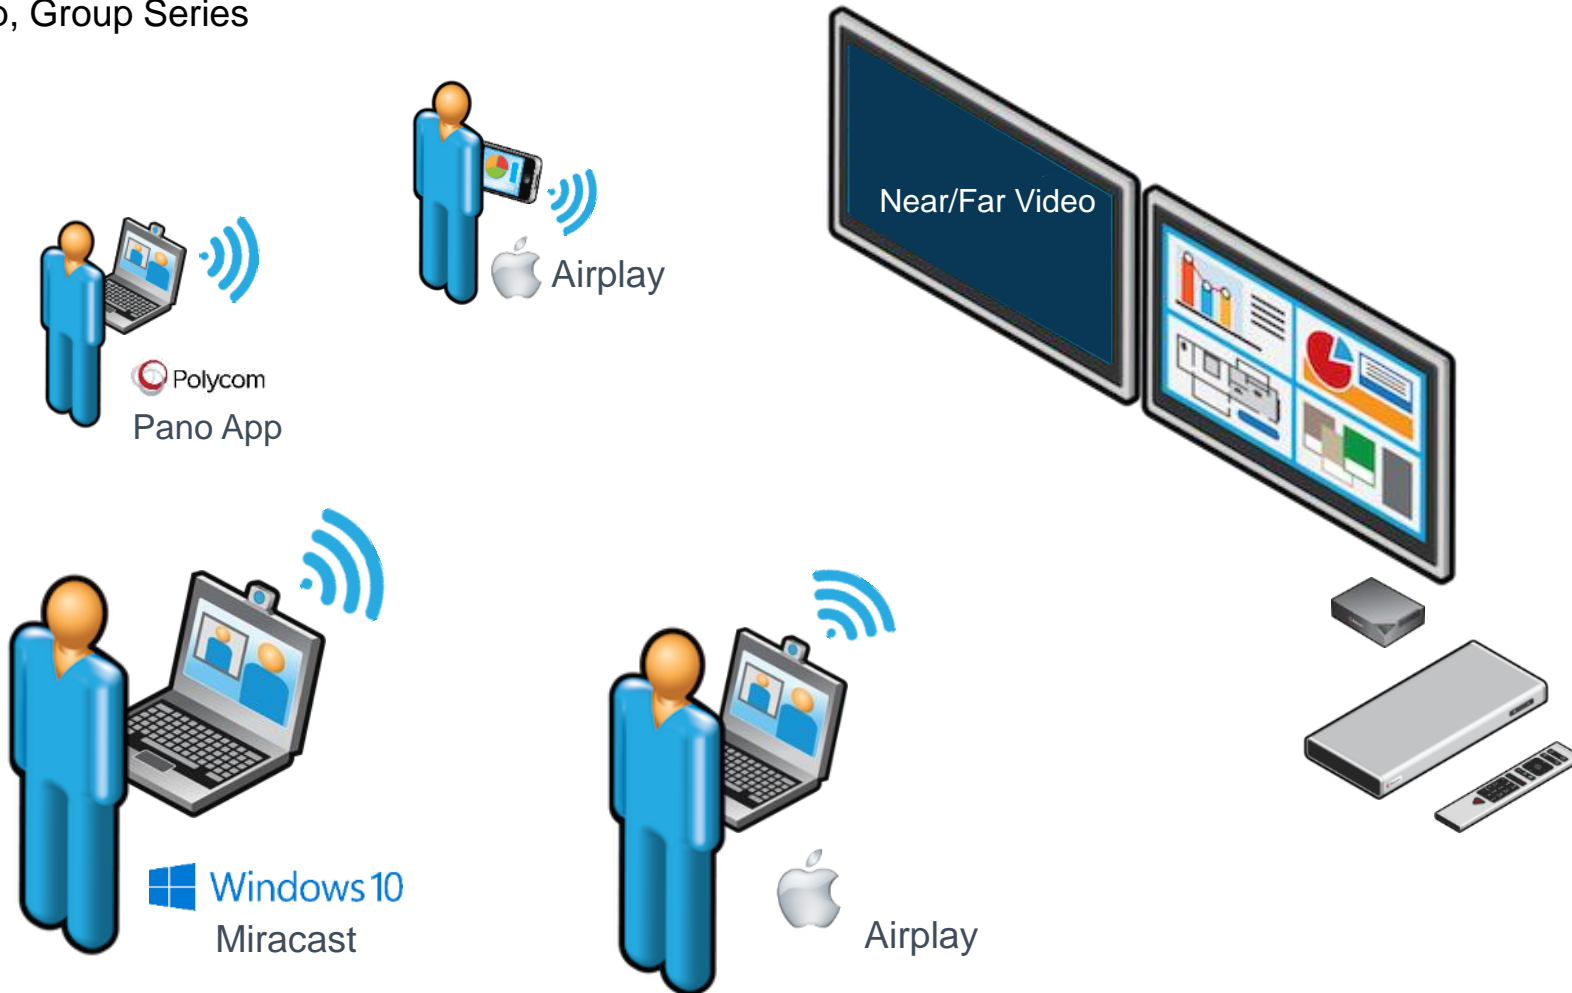 , Group Series
Airplay
Near/Far Video
Polycom
Pano App
Windows 10
Miracast
Airplay